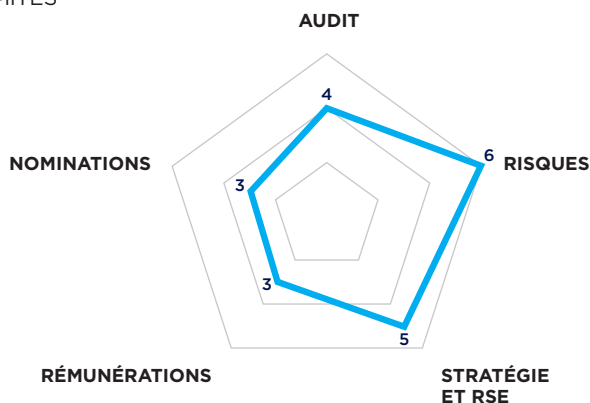 AUDIT
4
6
RISQUES
NOMINATIONS
3
3
5
RÉMUNÉRATIONS
STRATÉGIE
ET RSE